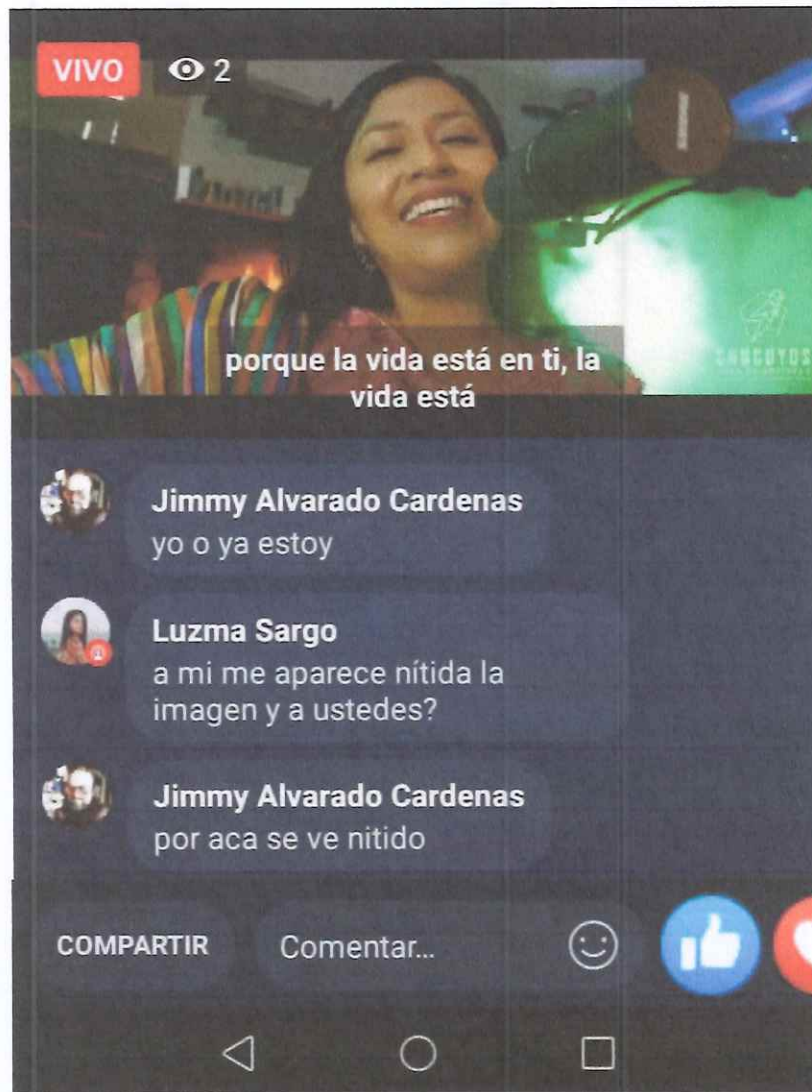 VIVO 2
porque la vida está en ti, la
vida está
CHUCUYOS
Jimmy Alvarado Cardenas
yo o ya estoy
Luzma Sargo
a mi me aparece nítida la
imagen y a ustedes?
Jimmy Alvarado Cardenas
por aca se ve nitido
COMPARTIR Comentar...